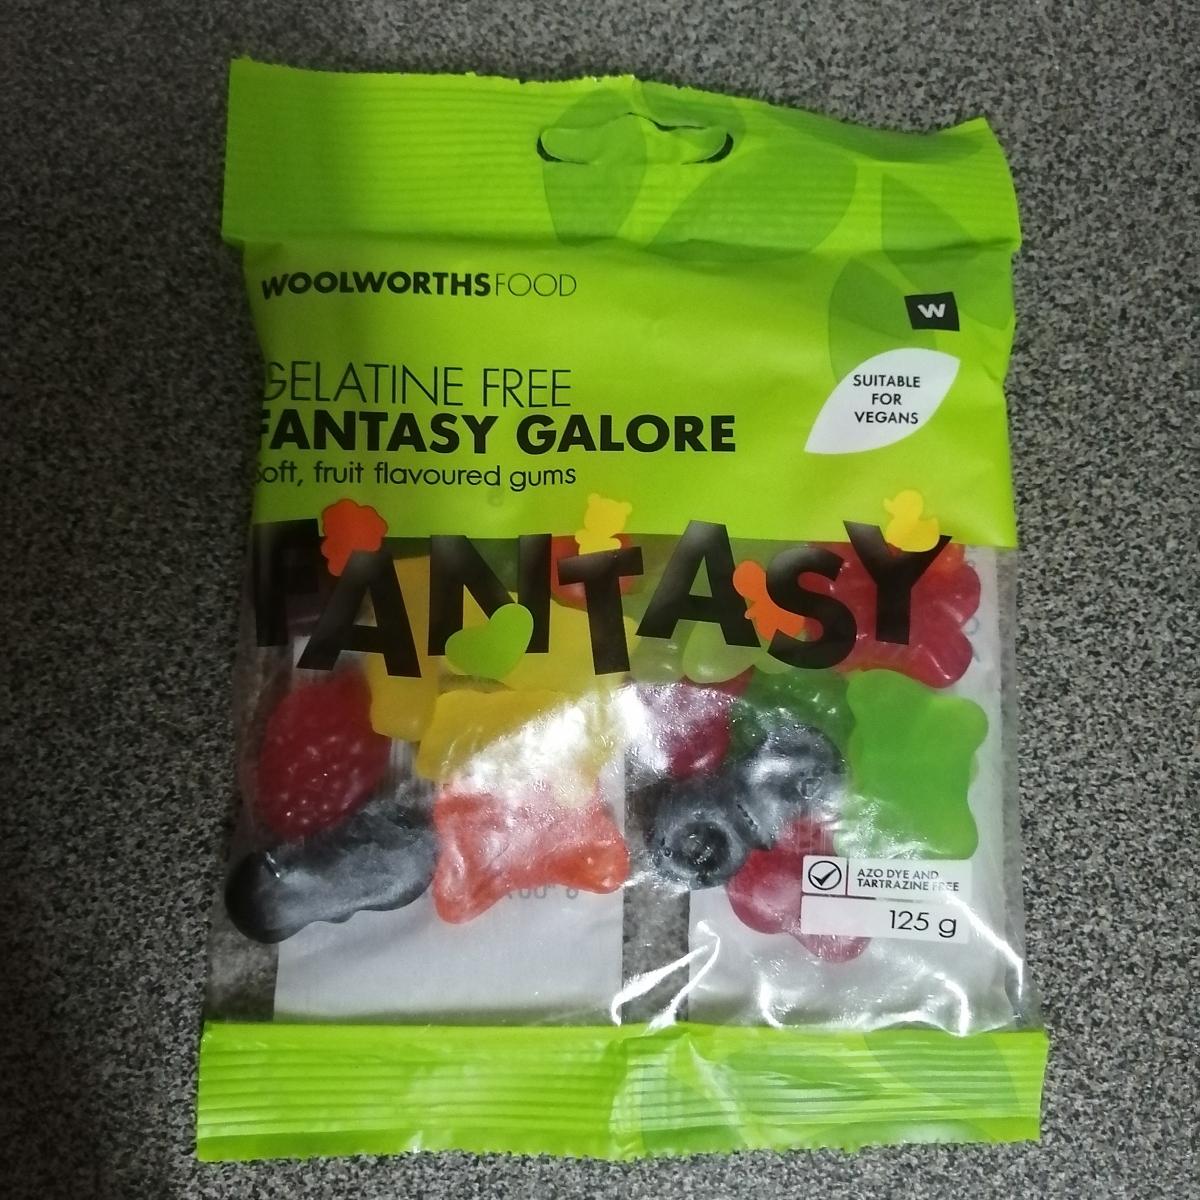 WOOLWORTHSFOOD
W
GELATINE FREE
FANTASY GALORE
Soft, fruit flavoured gums
SUITABLE
FOR
VEGANS
FANTASY
AZO DYE AND
TARTRAZINE FREE
125 g